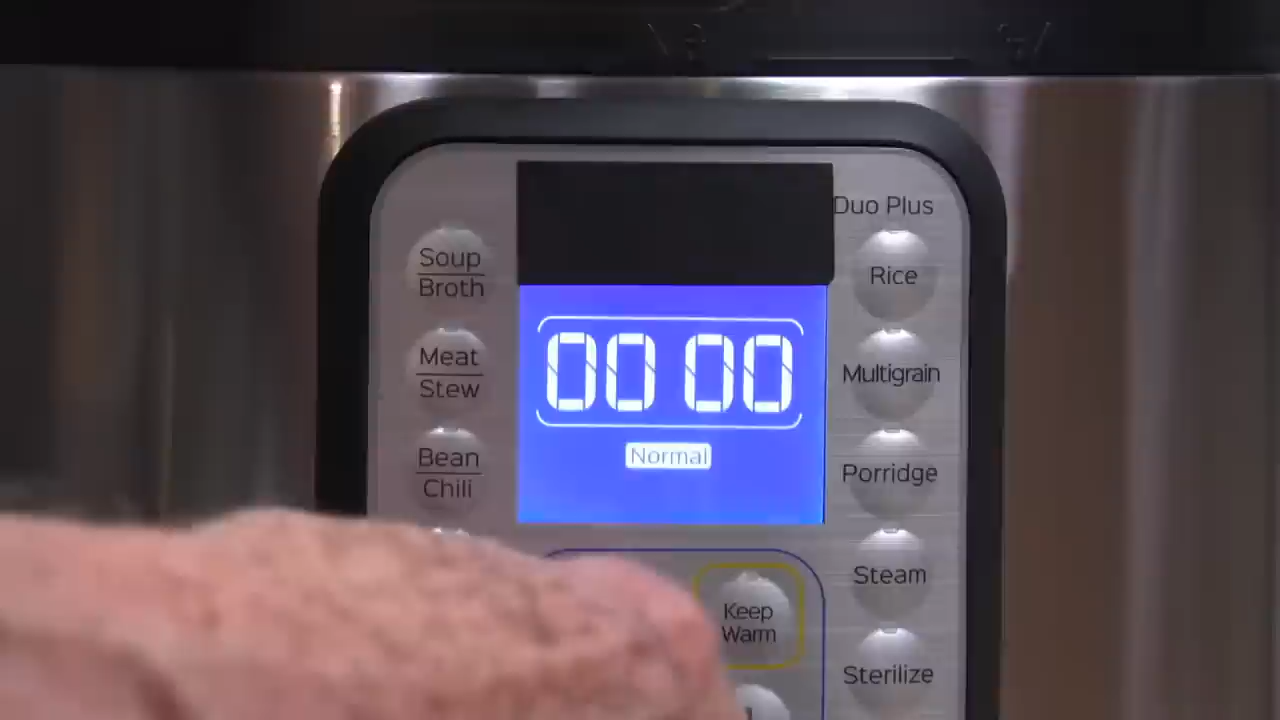 Duo Plus
Soup
Broth
Rice
Meat
Stew
00 00
Multigrain
Normal
Bean
Chili
Porridge
Steam
Keep
Warm
Sterilize